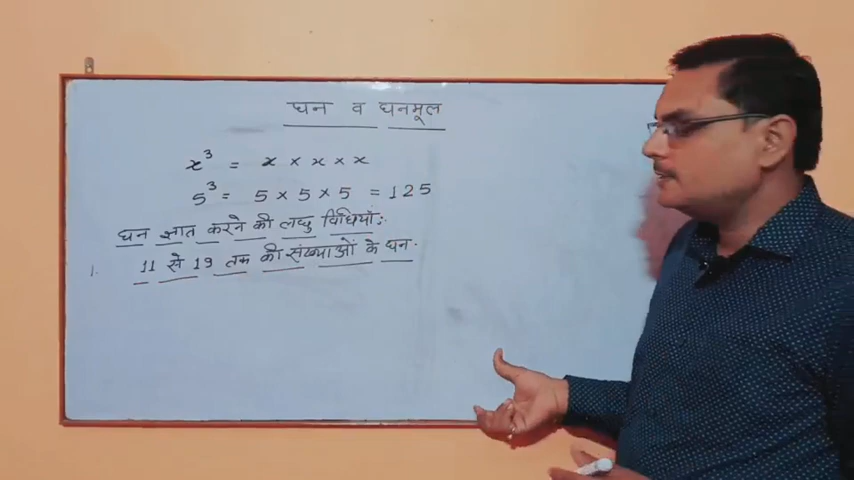 घन व घनमूल
x³ = x × x × x
5³ = 5 × 5 × 5 = 125
घन ज्ञात करने की लघु विधियाँ:
1. 11 से 19 तक की संख्याओं के घन.